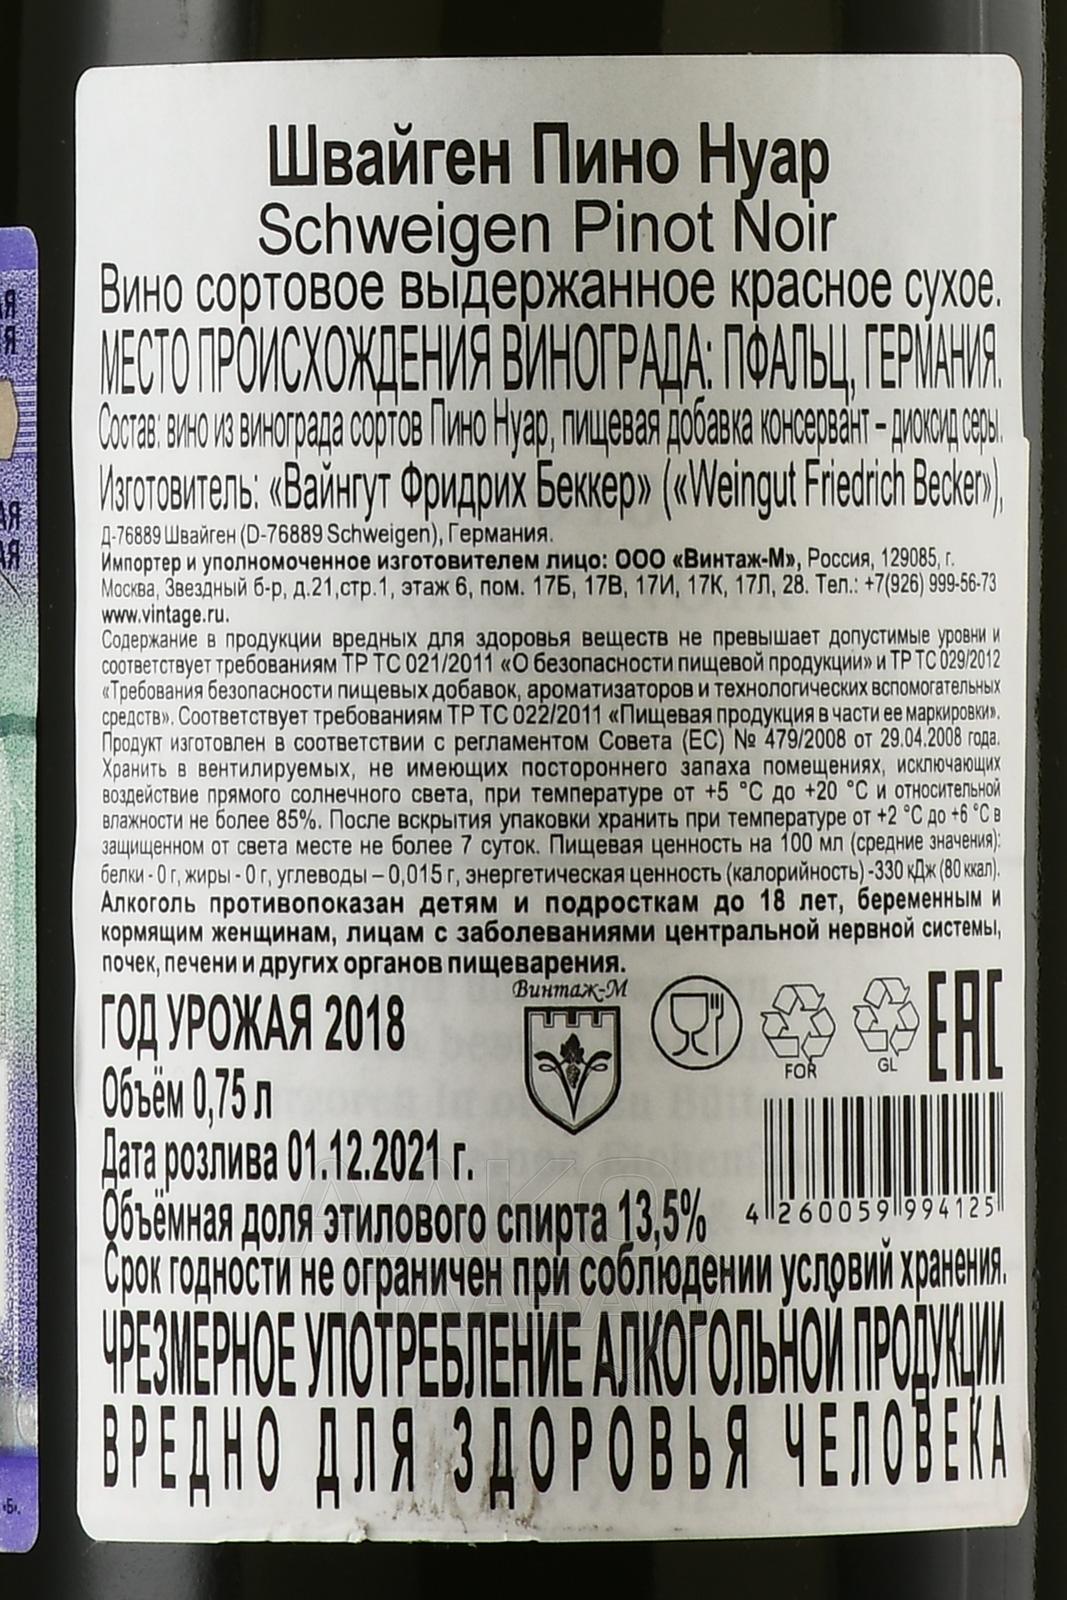 Швайген Пино Нуар
Schweigen Pinot Noir
Вино сортовое выдержанное красное сухое.
МЕСТО ПРОИСХОЖДЕНИЯ ВИНОГРАДА: ПФАЛЬЦ, ГЕРМАНИЯ.
Состав: вино из винограда сортов Пино Нуар, пищевая добавка консервант – диоксид серы.
Изготовитель: «Вайнгут Фридрих Беккер» («Weingut Friedrich Becker»),
Д-76889 Швайген (D-76889 Schweigen), Германия.
Импортер и уполномоченное изготовителем лицо: ООО «Винтаж-М», Россия, 129085, г.
Москва, Звездный б-р, д.21,стр.1, этаж 6, пом. 17Б, 17В, 17И, 17К, 17Л, 28. Тел.: +7(926) 999-56-73
www.vintage.ru.
Содержание в продукции вредных для здоровья веществ не превышает допустимые уровни и
соответствует требованиям ТР ТС 021/2011 «О безопасности пищевой продукции» и ТР ТС 029/2012
«Требования безопасности пищевых добавок, ароматизаторов и технологических вспомогательных
средств». Соответствует требованиям ТР ТС 022/2011 «Пищевая продукция в части ее маркировки».
Продукт изготовлен в соответствии с регламентом Совета (ЕС) № 479/2008 от 29.04.2008 года.
Хранить в вентилируемых, не имеющих постороннего запаха помещениях, исключающих
воздействие прямого солнечного света, при температуре от +5 °С до +20 °С и относительной
влажности не более 85%. После вскрытия упаковки хранить при температуре от +2 °С до +6 °С в
защищенном от света месте не более 7 суток. Пищевая ценность на 100 мл (средние значения):
белки - 0 г, жиры - 0 г, углеводы – 0,015 г, энергетическая ценность (калорийность) -330 кДж (80 ккал).
Алкоголь противопоказан детям и подросткам до 18 лет, беременным и
кормящим женщинам, лицам с заболеваниями центральной нервной системы,
почек, печени и других органов пищеварения.
Винтаж-М
ГОД УРОЖАЯ 2018
FOR
GL
EAC
Объём 0,75 л
Дата розлива 01.12.2021 г.
Объёмная доля этилового спирта 13,5%
4 260059 994125
Срок годности не ограничен при соблюдении условий хранения.
ЧРЕЗМЕРНОЕ УПОТРЕБЛЕНИЕ АЛКОГОЛЬНОЙ ПРОДУКЦИИ
ВРЕДНО ДЛЯ ЗДОРОВЬЯ ЧЕЛОВЕКА